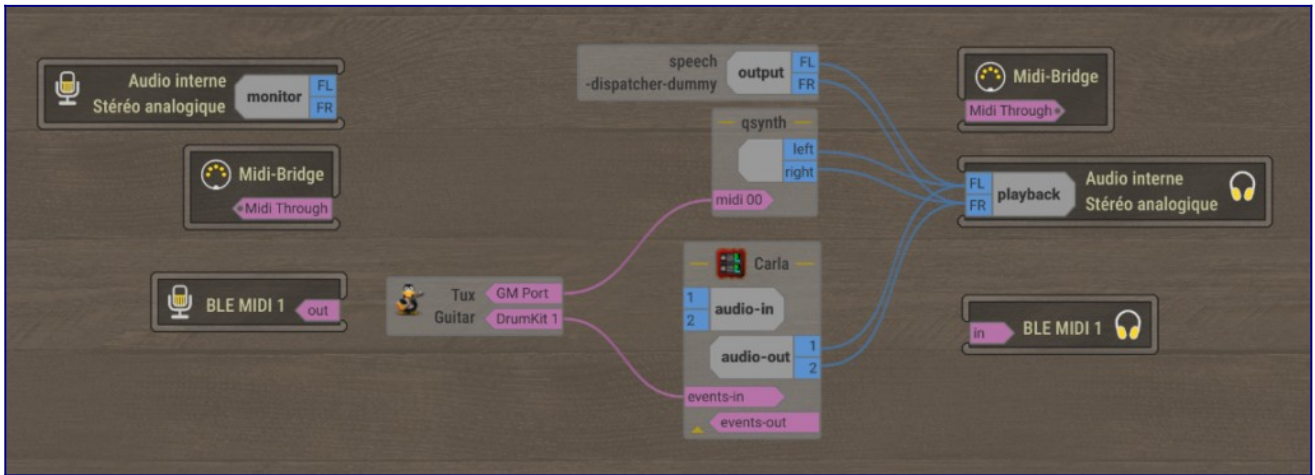 Audio interne
Stéréo analogique
monitor
FL
FR
Midi-Bridge
Midi Through
BLE MIDI 1
out
Tux
Guitar
GM Port
DrumKit 1
speech
-dispatcher-dummy
output
FL
FR
qsynth
left
right
midi 00
Carla
1
2
audio-in
audio-out
1
2
events-in
events-out
Midi-Bridge
Midi Through
FL
FR
playback
Audio interne
Stéréo analogique
in
BLE MIDI 1